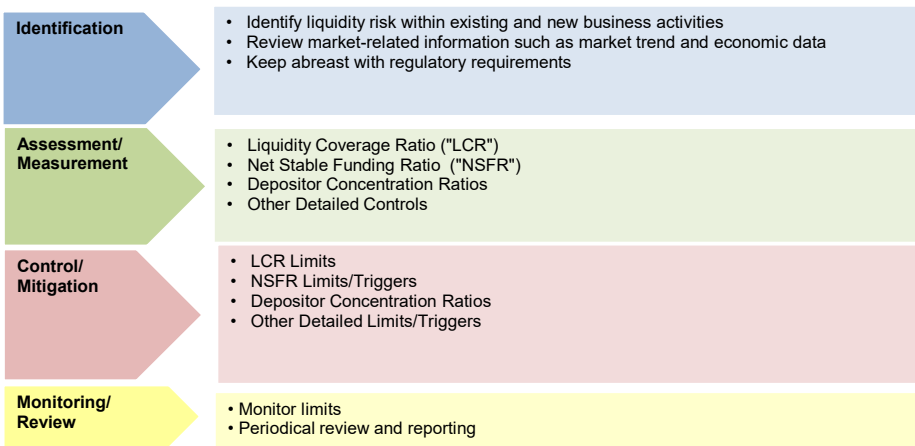 Identification
• Identify liquidity risk within existing and new business activities
• Review market-related information such as market trend and economic data
• Keep abreast with regulatory requirements
Assessment/
Measurement
• Liquidity Coverage Ratio ("LCR")
• Net Stable Funding Ratio ("NSFR")
• Depositor Concentration Ratios
• Other Detailed Controls
Control/
Mitigation
• LCR Limits
• NSFR Limits/Triggers
• Depositor Concentration Ratios
• Other Detailed Limits/Triggers
Monitoring/
Review
• Monitor limits
• Periodical review and reporting